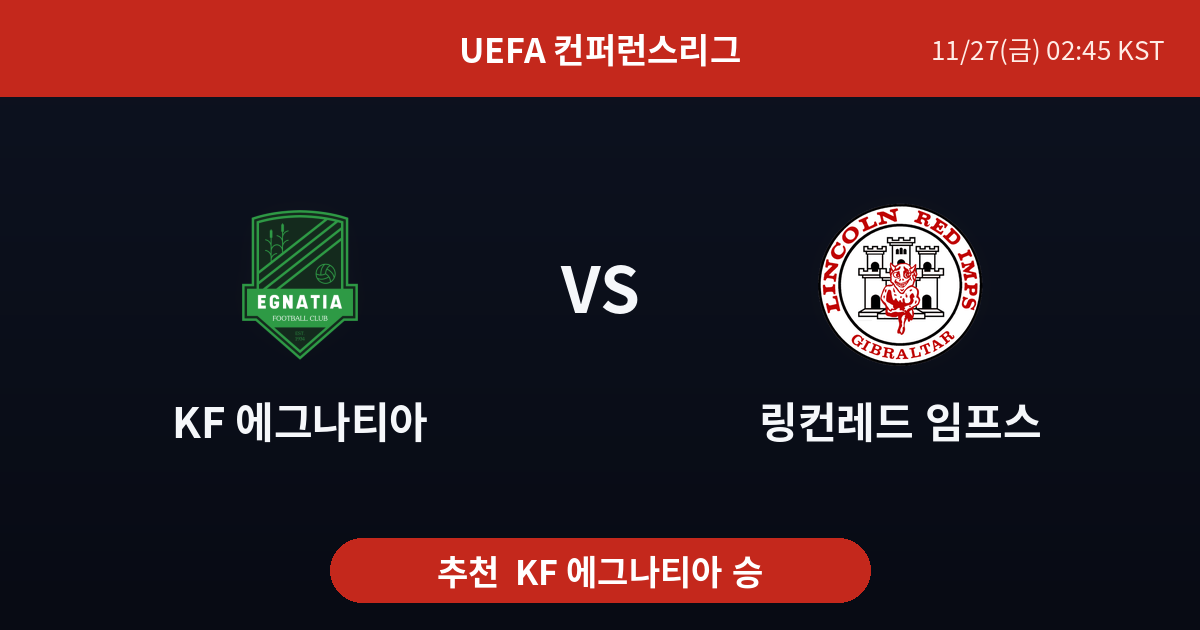 UEFA 컨퍼런스리그
11/27(금) 02:45 KST
EGNATIA
FOOTBALL CLUB
VS
LINCOLN RED IMPS
GIBRALTAR
KF 에그나티아
링컨레드 임프스
추천 KF 에그나티아 승